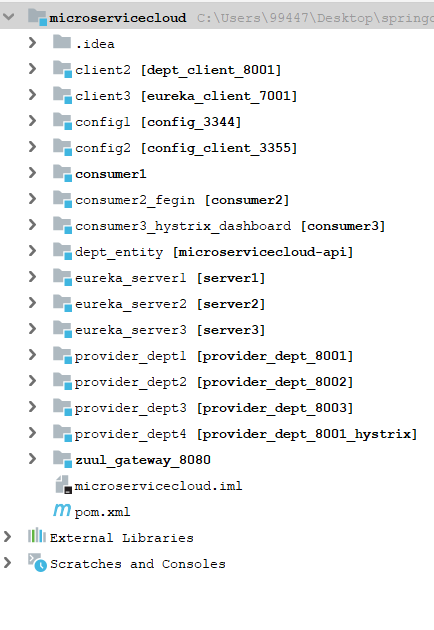 microservicecloud C:\Users\99447\Desktop\springc
.idea
client2 [dept_client_8001]
client3 [eureka_client_7001]
config1 [config_3344]
config2 [config_client_3355]
consumer1
consumer2_fegin [consumer2]
consumer3_hystrix_dashboard [consumer3]
dept_entity [microservicecloud-api]
eureka_server1 [server1]
eureka_server2 [server2]
eureka_server3 [server3]
provider_dept1 [provider_dept_8001]
provider_dept2 [provider_dept_8002]
provider_dept3 [provider_dept_8003]
provider_dept4 [provider_dept_8001_hystrix]
zuul_gateway_8080
microservicecloud.iml
pom.xml
External Libraries
Scratches and Consoles